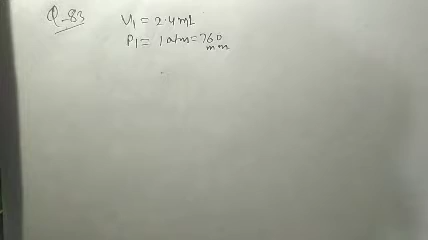 Q-83 V₁ = 2.4 mL
P₁ = 1 atm = 760 mm